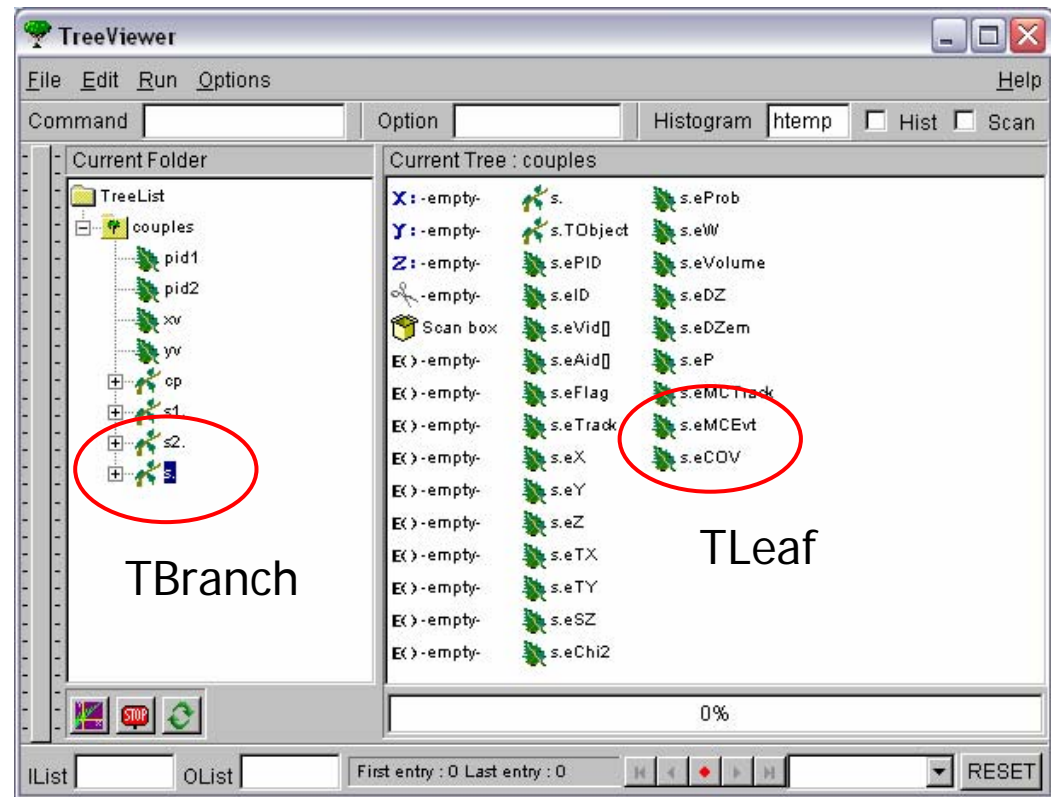 TreeViewer
File Edit Run Options Help
Command Option Histogram htemp Hist Scan
Current Folder
TreeList
couples
pid1
pid2
xv
yv
cp
s1.
s2.
s.
TBranch
Current Tree : couples
X: -empty- s. s.eProb
Y: -empty- s.TObject s.eW
Z: -empty- s.ePID s.eVolume
-empty- s.eID s.eDZ
Scan box s.eVid[] s.eDZem
E() -empty- s.eAid[] s.eP
E() -empty- s.eFlag s.eMCTrack
E() -empty- s.eTrack s.eMCEvt
E() -empty- s.eX s.eCOV
E() -empty- s.eY
E() -empty- s.eZ
E() -empty- s.eTX
E() -empty- s.eTY
E() -empty- s.eSZ
E() -empty- s.eChi2
TLeaf
STOP
0%
IList OList First entry : 0 Last entry : 0 RESET